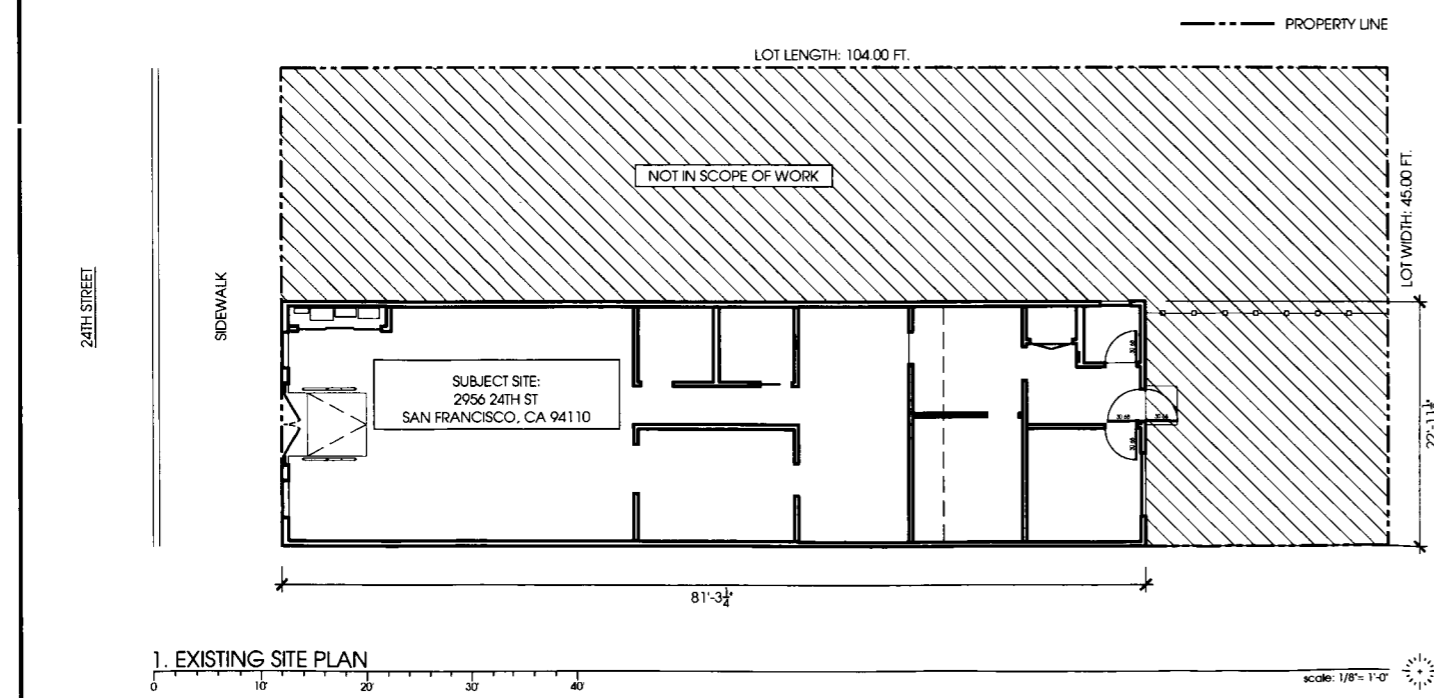 PROPERTY LINE
LOT LENGTH: 104.00 FT.
NOT IN SCOPE OF WORK
LOT WIDTH: 45.00 FT.
24TH STREET
SIDEWALK
SUBJECT SITE:
2956 24TH ST
SAN FRANCISCO, CA 94110
22'-11
81'-3¼"
1. EXISTING SITE PLAN
0 10' 20' 30' 40'
scale: 1/8"= 1'-0"